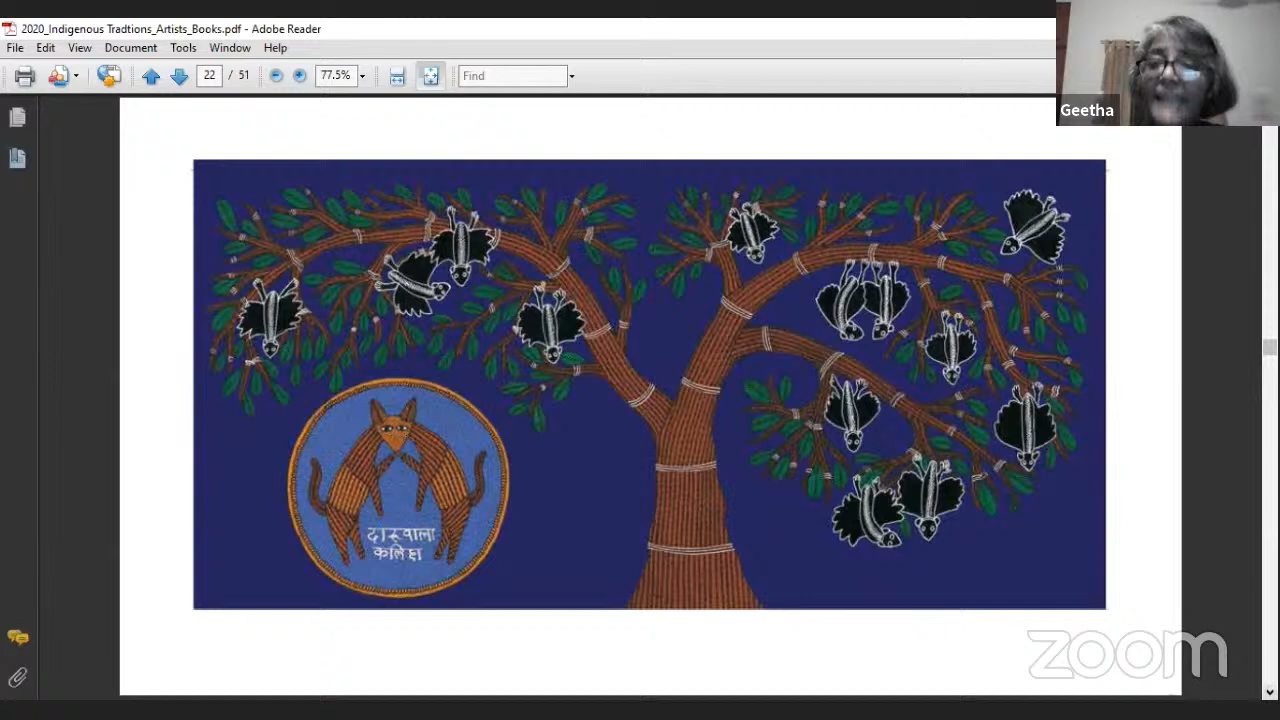 2020_Indigenous Tradtions_Artists_Books.pdf - Adobe Reader
File Edit View Document Tools Window Help
22 / 51 77.5% Find
Geetha
दारूवाला
zoom